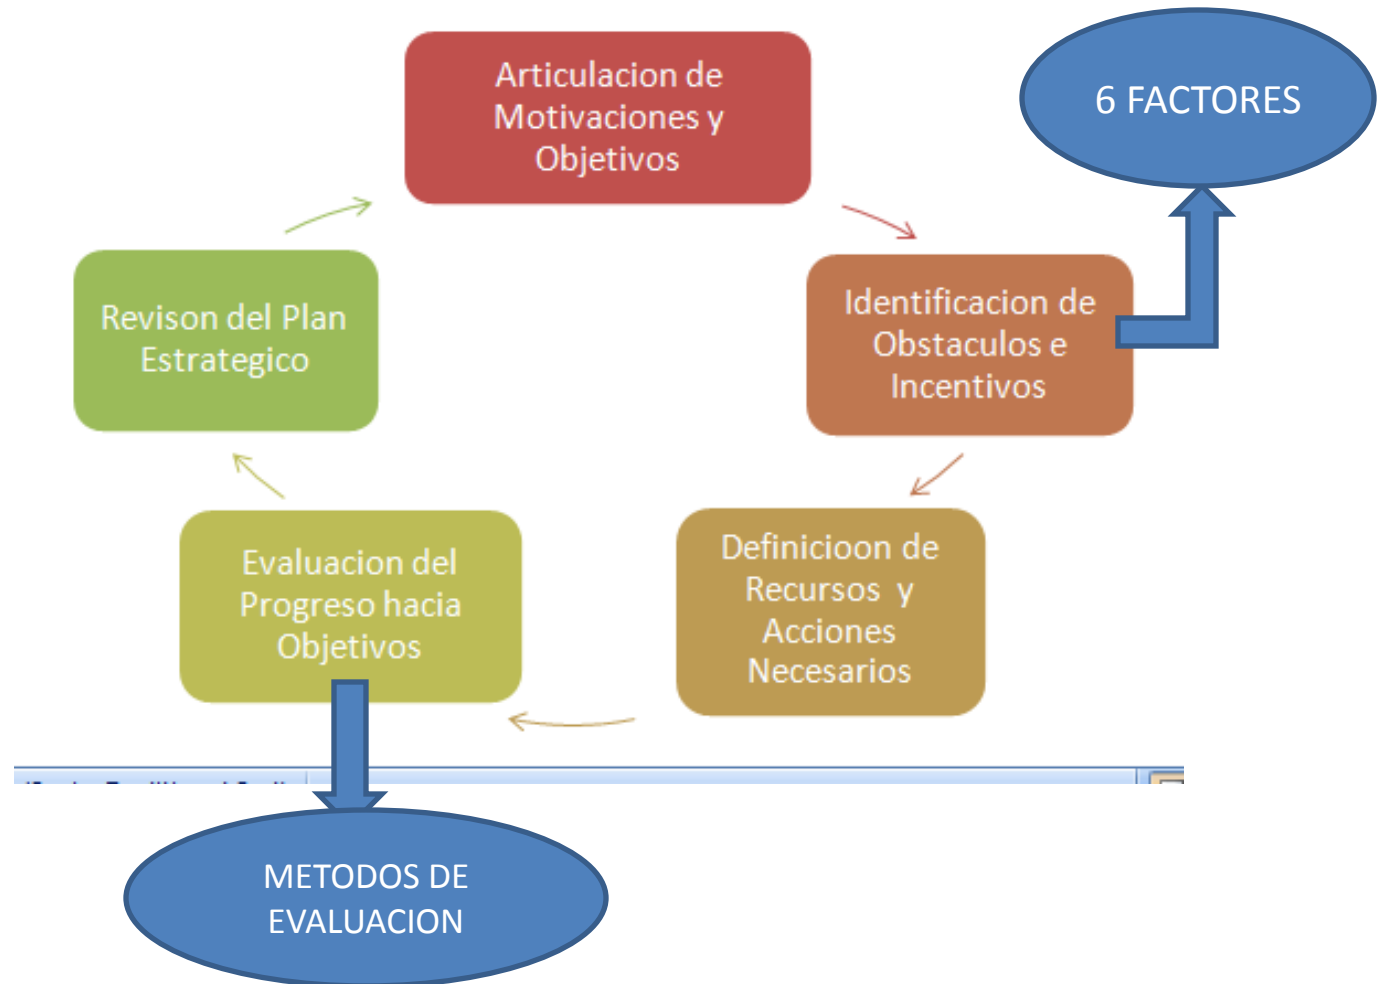 Articulacion de
Motivaciones y
Objetivos
6 FACTORES
Identificacion de
Obstaculos e
Incentivos
Definicioon de
Recursos y
Acciones
Necesarios
Evaluacion del
Progreso hacia
Objetivos
Revison del Plan
Estrategico
METODOS DE
EVALUACION